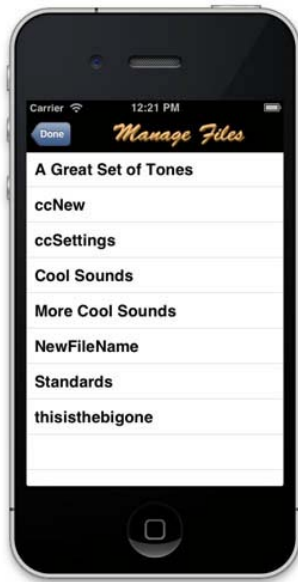 Carrier 12:21 PM
Done Manage Files
A Great Set of Tones
ccNew
ccSettings
Cool Sounds
More Cool Sounds
NewFileName
Standards
thisisthebigone